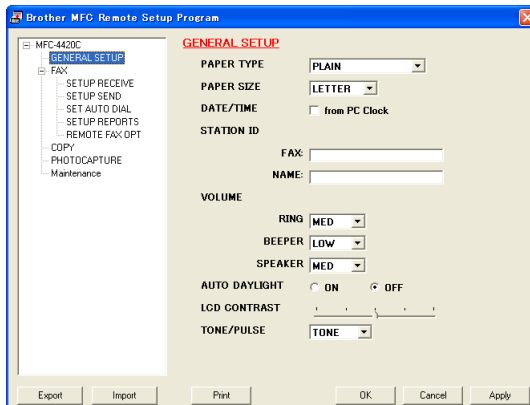 Brother MFC Remote Setup Program
MFC-4420C
GENERAL SETUP
FAX
SETUP RECEIVE
SETUP SEND
SET AUTO DIAL
SETUP REPORTS
REMOTE FAX OPT
COPY
PHOTOCAPTURE
Maintenance
GENERAL SETUP
PAPER TYPE PLAIN
PAPER SIZE LETTER
DATE/TIME from PC Clock
STATION ID
FAX:
NAME:
VOLUME
RING MED
BEEPER LOW
SPEAKER MED
AUTO DAYLIGHT ON OFF
LCD CONTRAST
TONE/PULSE TONE
Export Import Print OK Cancel Apply